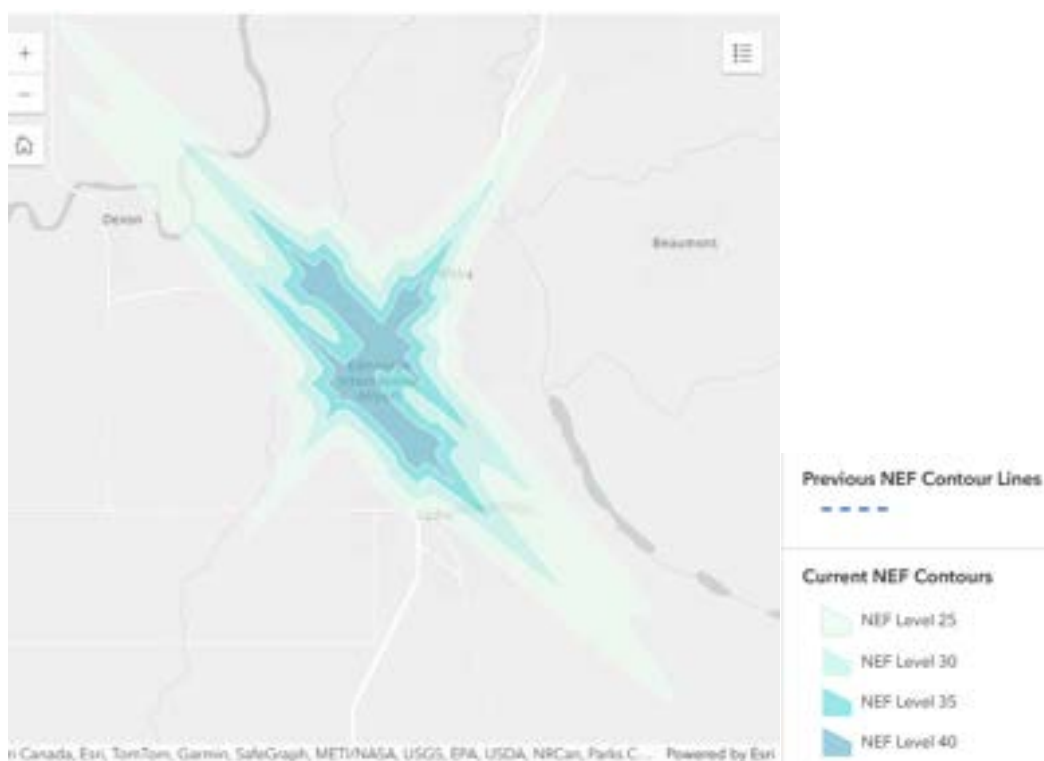 +
−
Devon
Beaumont
Previous NEF Contour Lines
Current NEF Contours
NEF Level 25
NEF Level 30
NEF Level 35
NEF Level 40
ri Canada, Esri, TomTom, Garmin, SafeGraph, METI/NASA, USGS, EPA, USDA, NRCan, Parks C... Powered by Esri